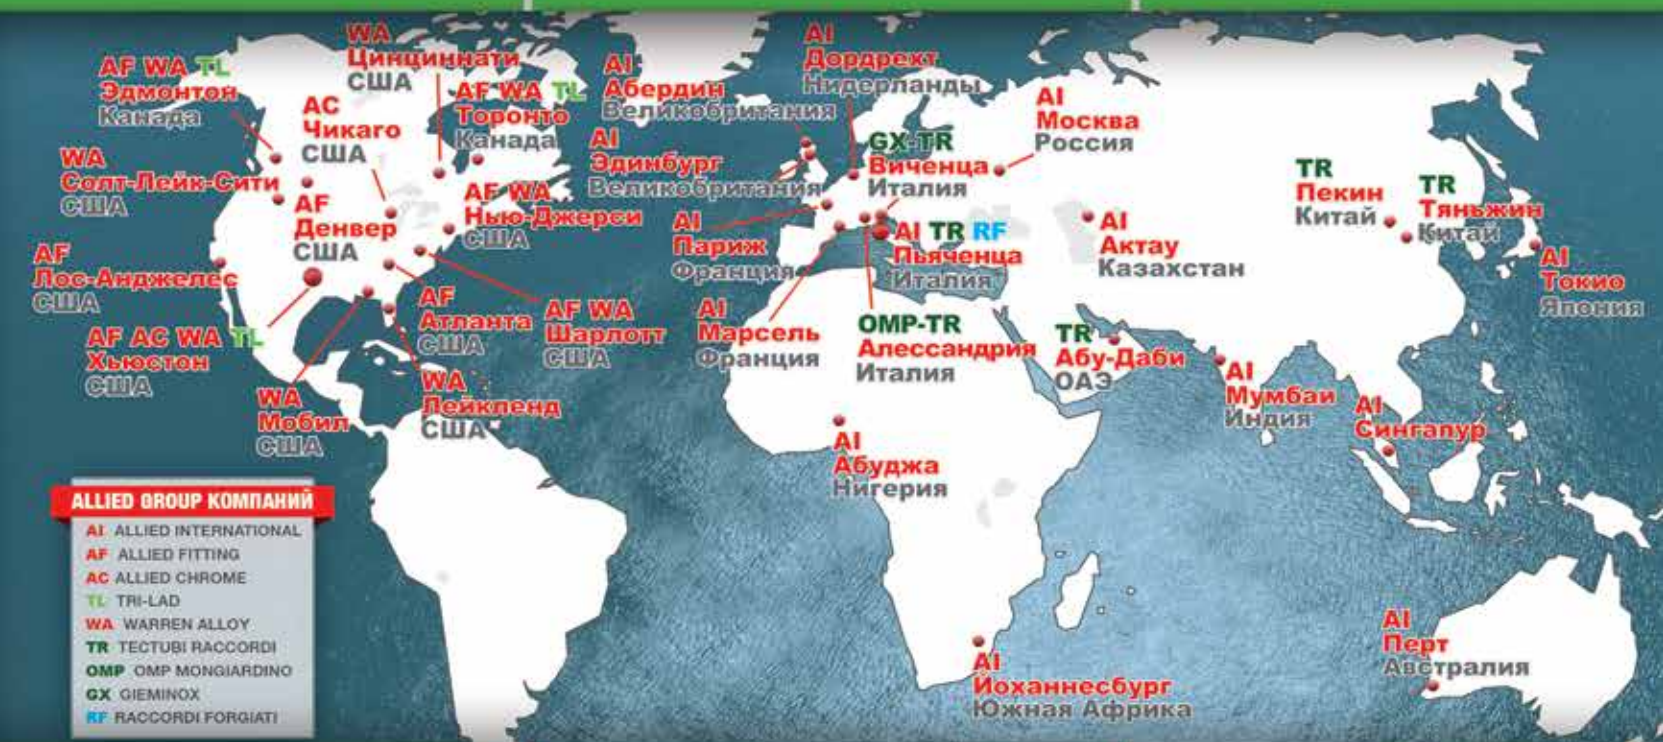 WA
Цинциннати
США
AF WA TL
Эдмонтон
Канада
AC
Чикаго
США
AF WA TL
Торонто
Канада
WA
Солт-Лейк-Сити
США
AF
Денвер
США
AF WA
Нью-Джерси
США
AF
Лос-Анджелес
США
AF AC WA TL
Хьюстон
США
AF
Атланта
США
AF WA
Шарлотт
США
WA
Мобил
США
WA
Лейкленд
США
AI
Абердин
Великобритания
AI
Эдинбург
Великобритания
AI
Дордрехт
Нидерланды
GX-TR
Виченца
Италия
AI
Москва
Россия
AI
Париж
Франция
AI TR RF
Пьяченца
Италия
AI
Марсель
Франция
OMP-TR
Алессандрия
Италия
AI
Актау
Казахстан
TR
Абу-Даби
ОАЭ
TR
Пекин
Китай
TR
Тяньжин
Китай
AI
Токио
Япония
AI
Мумбаи
Индия
AI
Сингапур
AI
Абуджа
Нигерия
AI
Йоханнесбург
Южная Африка
AI
Перт
Австралия
ALLIED GROUP КОМПАНИЙ
AI ALLIED INTERNATIONAL
AF ALLIED FITTING
AC ALLIED CHROME
TL TRI-LAD
WA WARREN ALLOY
TR TECTUBI RACCORDI
OMP OMP MONGIARDINO
GX GIEMINOX
RF RACCORDI FORGIATI